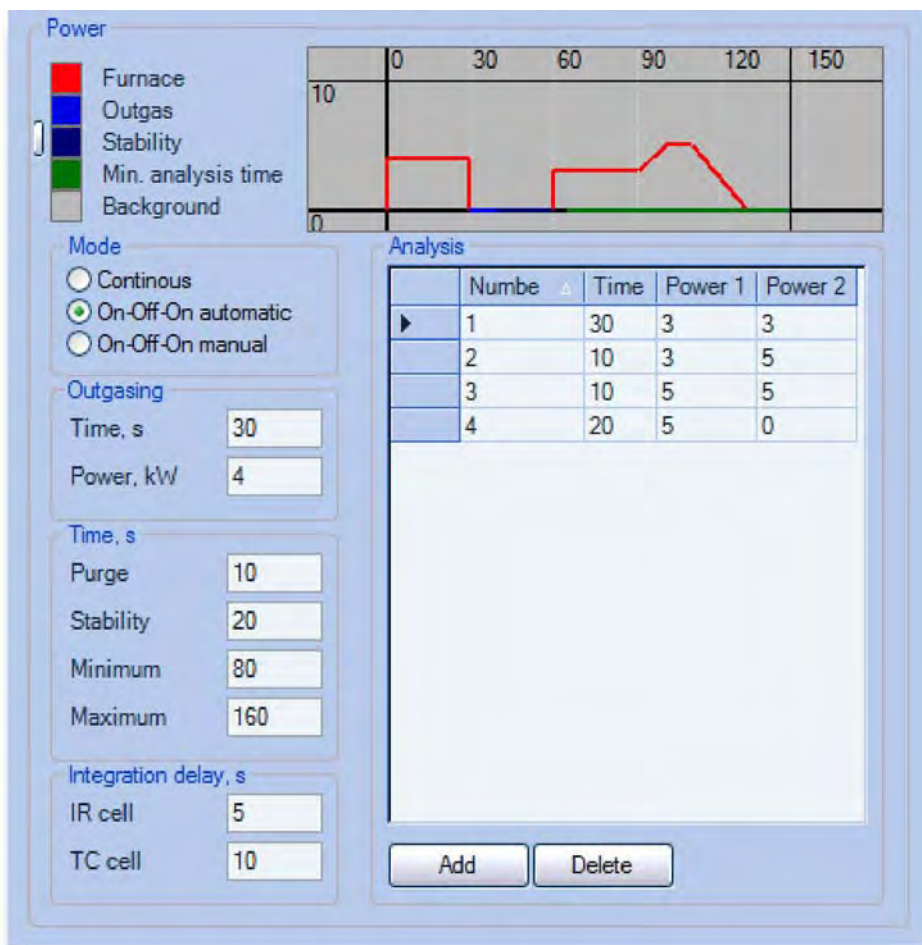 Power
Furnace
Outgas
Stability
Min. analysis time
Background
0 30 60 90 120 150
10
0
Mode
Continous
On-Off-On automatic
On-Off-On manual
Outgasing
Time, s 30
Power, kW 4
Time, s
Purge 10
Stability 20
Minimum 80
Maximum 160
Integration delay, s
IR cell 5
TC cell 10
Analysis
Numbe Time Power 1 Power 2
1 30 3 3
2 10 3 5
3 10 5 5
4 20 5 0
Add Delete